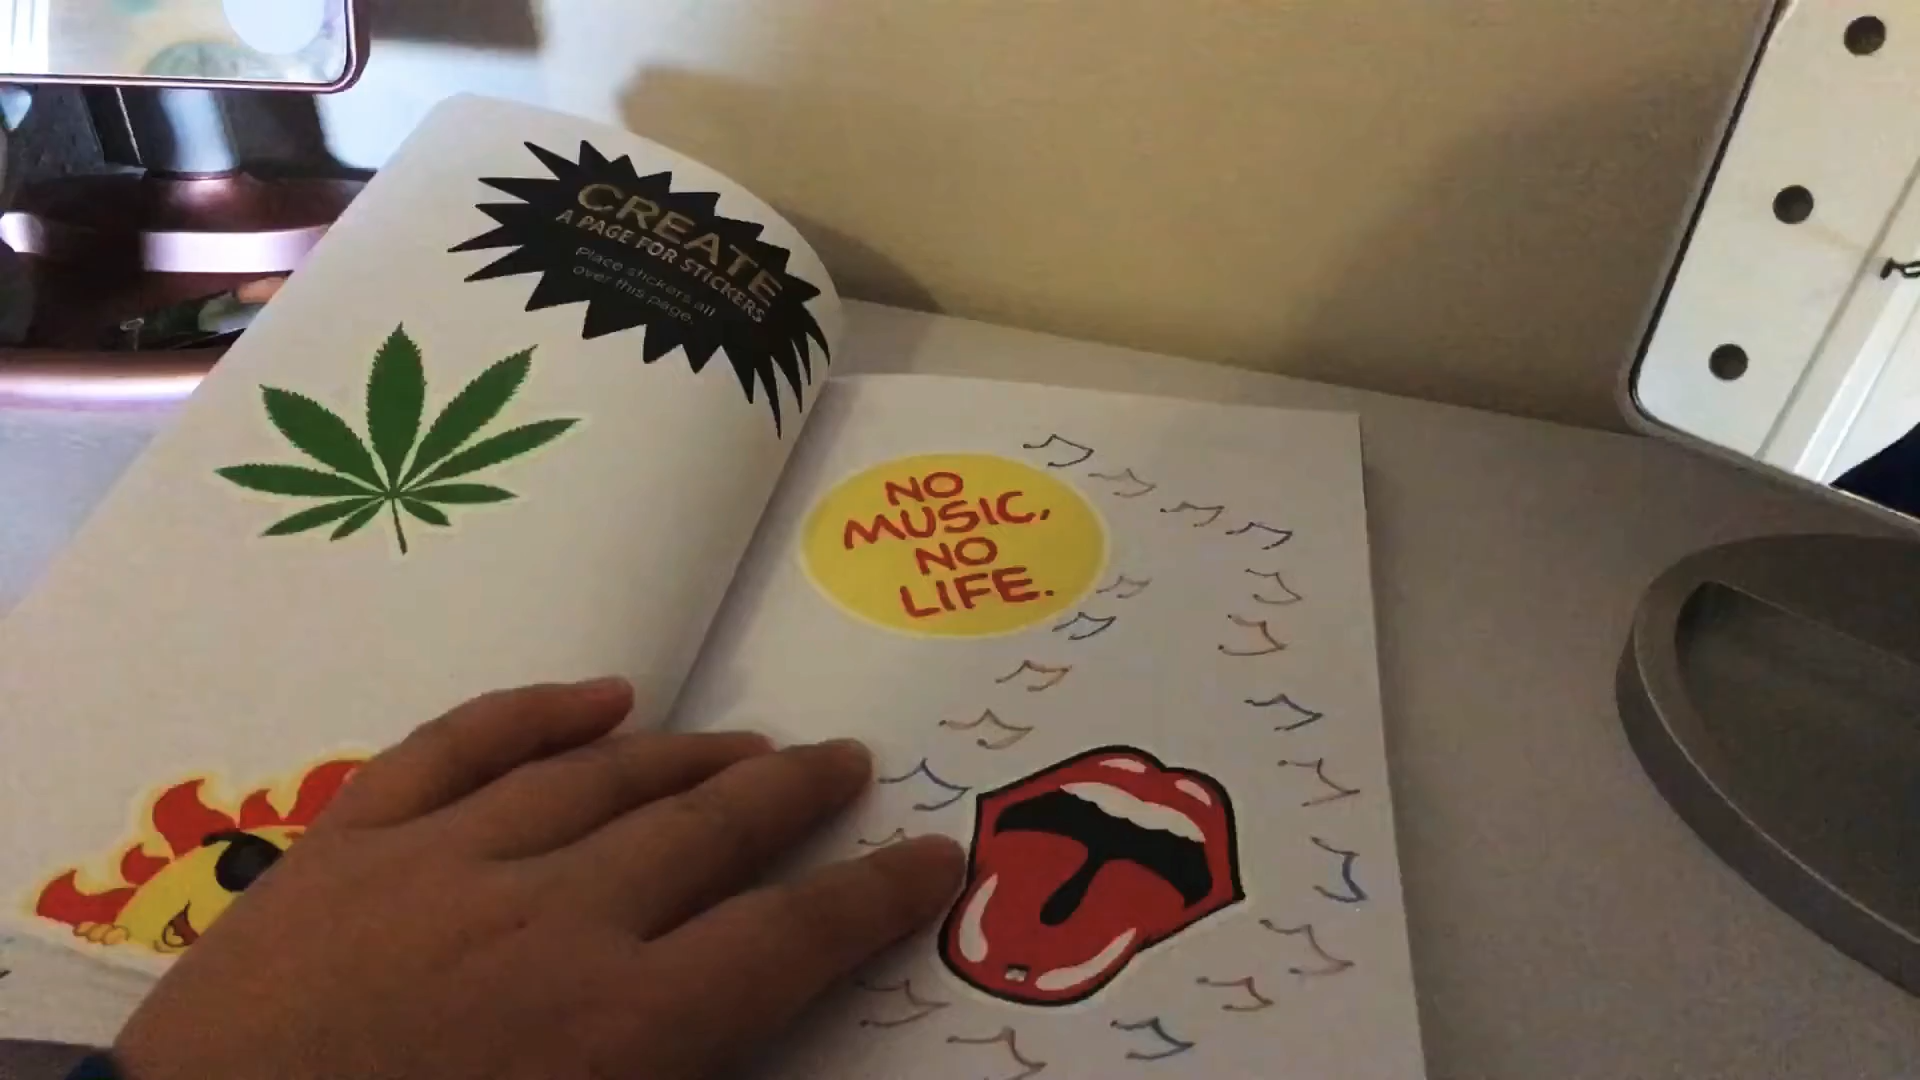 CREATE
A PAGE FOR STICKERS
Place stickers all
over this page.
NO
MUSIC,
NO
LIFE.